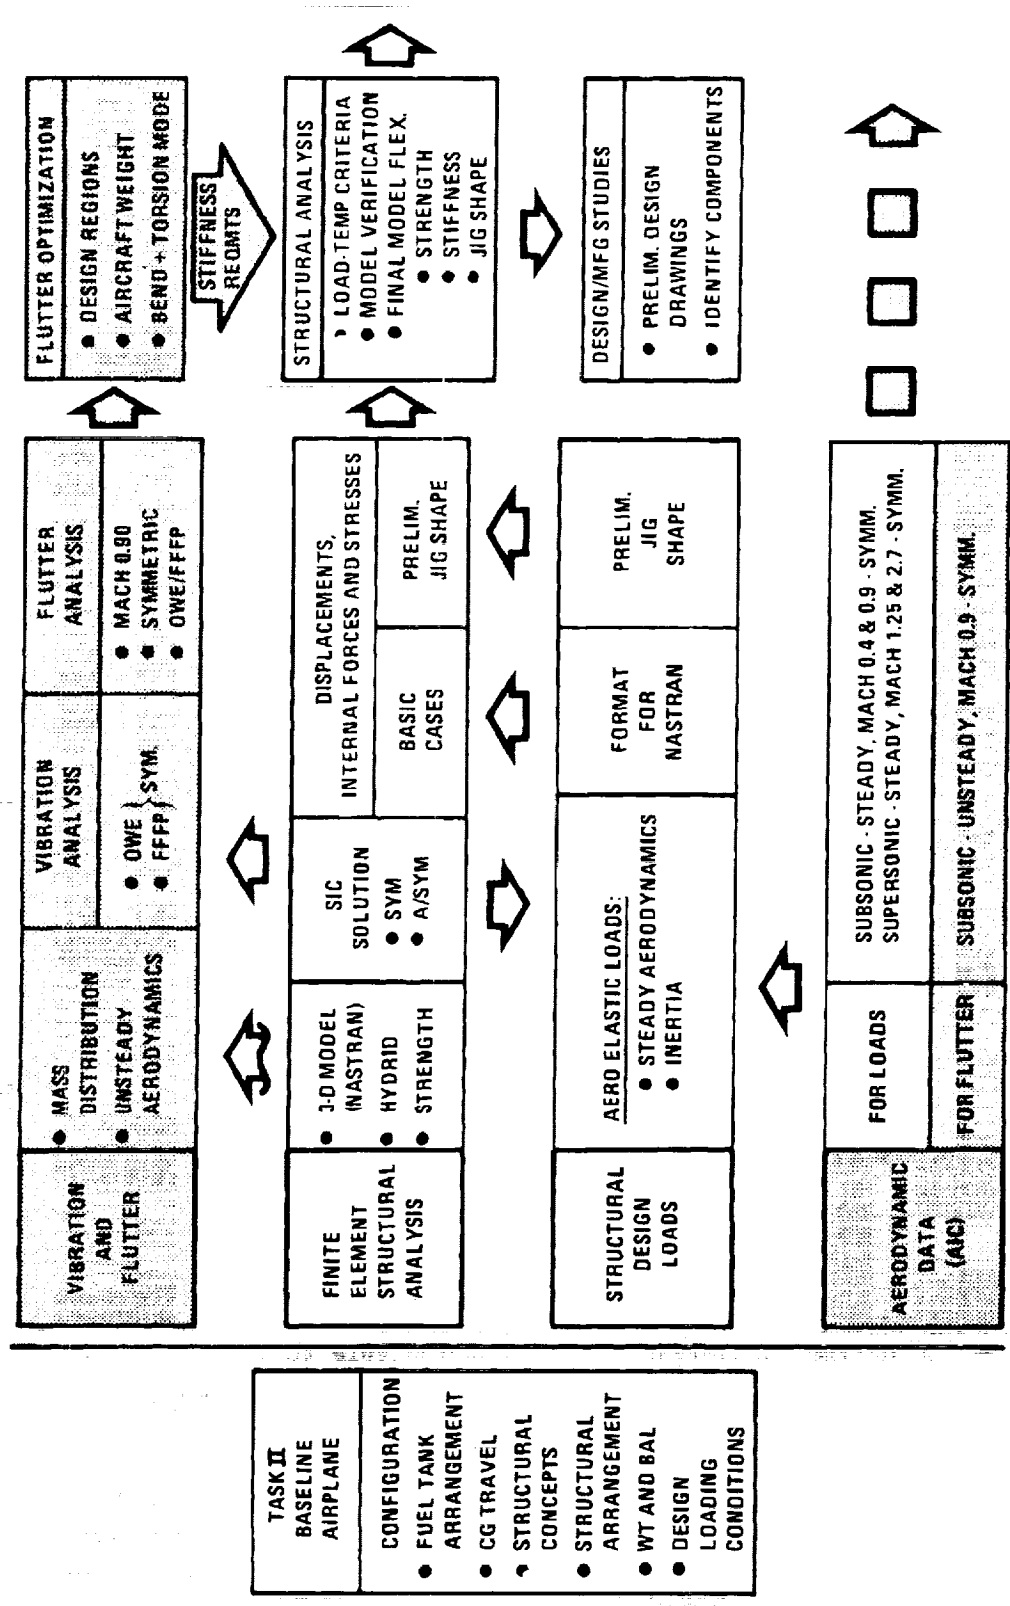 TASK II
BASELINE
AIRPLANE
CONFIGURATION
● FUEL TANK
ARRANGEMENT
● CG TRAVEL
● STRUCTURAL
CONCEPTS
● STRUCTURAL
ARRANGEMENT
● WT AND BAL
● DESIGN
LOADING
CONDITIONS
VIBRATION
AND
FLUTTER
● MASS
DISTRIBUTION
● UNSTEADY
AERODYNAMICS
VIBRATION
ANALYSIS
● OWE
● FFFP
} SYM.
FLUTTER
ANALYSIS
● MACH 0.90
● SYMMETRIC
● OWE/FFFP
FLUTTER OPTIMIZATION
● DESIGN REGIONS
● AIRCRAFT WEIGHT
● BEND + TORSION MODE
STIFFNESS
REQMTS
FINITE
ELEMENT
STRUCTURAL
ANALYSIS
● 3-D MODEL
(NASTRAN)
● HYDRID
● STRENGTH
SIC
SOLUTION
● SYM
● A/SYM
DISPLACEMENTS,
INTERNAL FORCES AND STRESSES
BASIC
CASES
PRELIM.
JIG SHAPE
STRUCTURAL ANALYSIS
● LOAD-TEMP CRITERIA
● MODEL VERIFICATION
● FINAL MODEL FLEX.
● STRENGTH
● STIFFNESS
● JIG SHAPE
STRUCTURAL
DESIGN
LOADS
AERO ELASTIC LOADS:
● STEADY AERODYNAMICS
● INERTIA
FORMAT
FOR
NASTRAN
PRELIM.
JIG
SHAPE
DESIGN/MFG STUDIES
● PRELIM. DESIGN
DRAWINGS
● IDENTIFY COMPONENTS
AERODYNAMIC
DATA
(AIC)
FOR LOADS
SUBSONIC - STEADY, MACH 0.4 & 0.9 - SYMM.
SUPERSONIC - STEADY, MACH 1.25 & 2.7 - SYMM.
FOR FLUTTER
SUBSONIC - UNSTEADY, MACH 0.9 - SYMM.